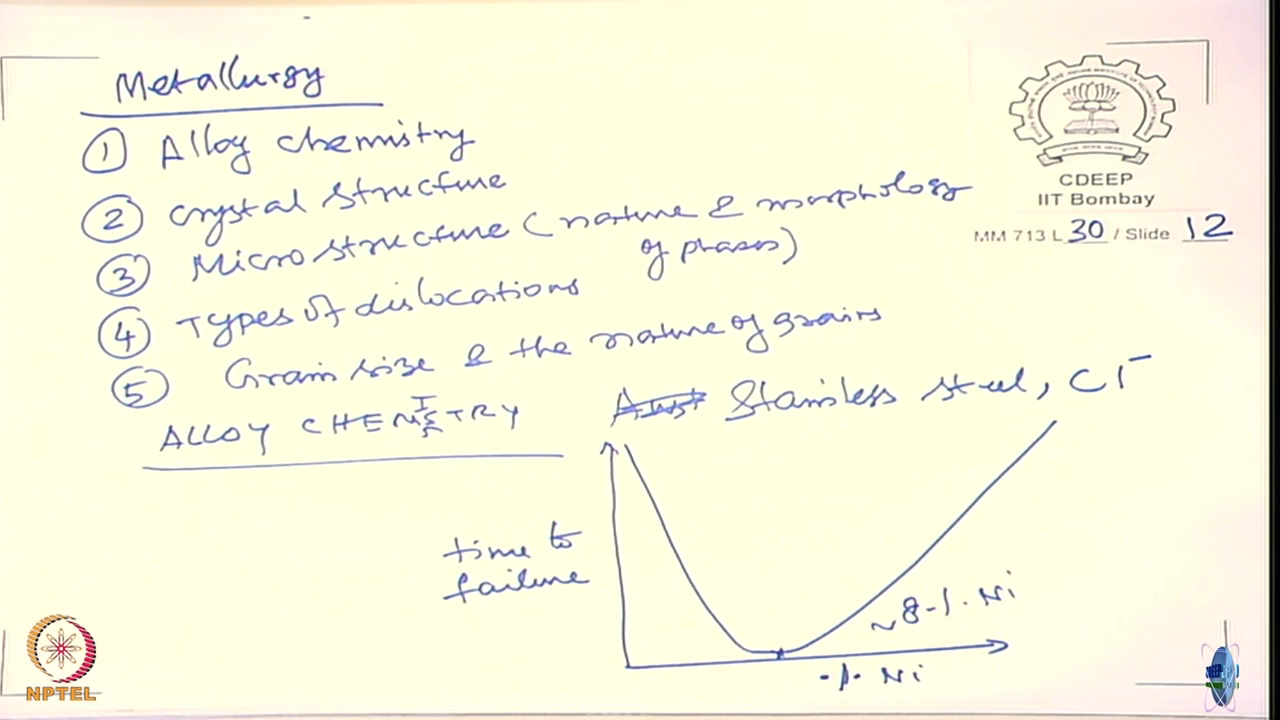 Metallurgy
① Alloy chemistry
② Crystal structure
③ Microstructure (nature & morphology
of phases)
④ Types of dislocations
⑤ Grain size & the nature of grains
ALLOY CHEMISTRY
Stainless steel, Cl⁻
time to
failure
~8% Ni
% Ni
CDEEP
IIT Bombay
MM 713 L 30 / Slide 12
NPTEL